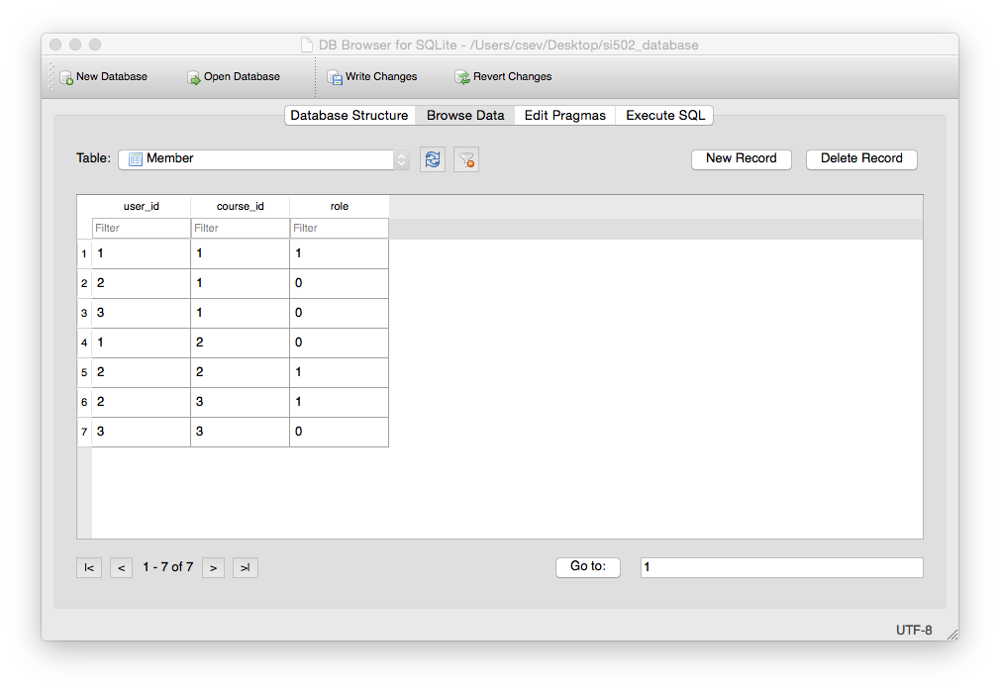 DB Browser for SQLite - /Users/csev/Desktop/si502_database
New Database Open Database Write Changes Revert Changes
Database Structure Browse Data Edit Pragmas Execute SQL
Table: Member New Record Delete Record
user_id course_id role
Filter Filter Filter
1 1 1 1
2 2 1 0
3 3 1 0
4 1 2 0
5 2 2 1
6 2 3 1
7 3 3 0
|< < 1 - 7 of 7 > >| Go to: 1
UTF-8